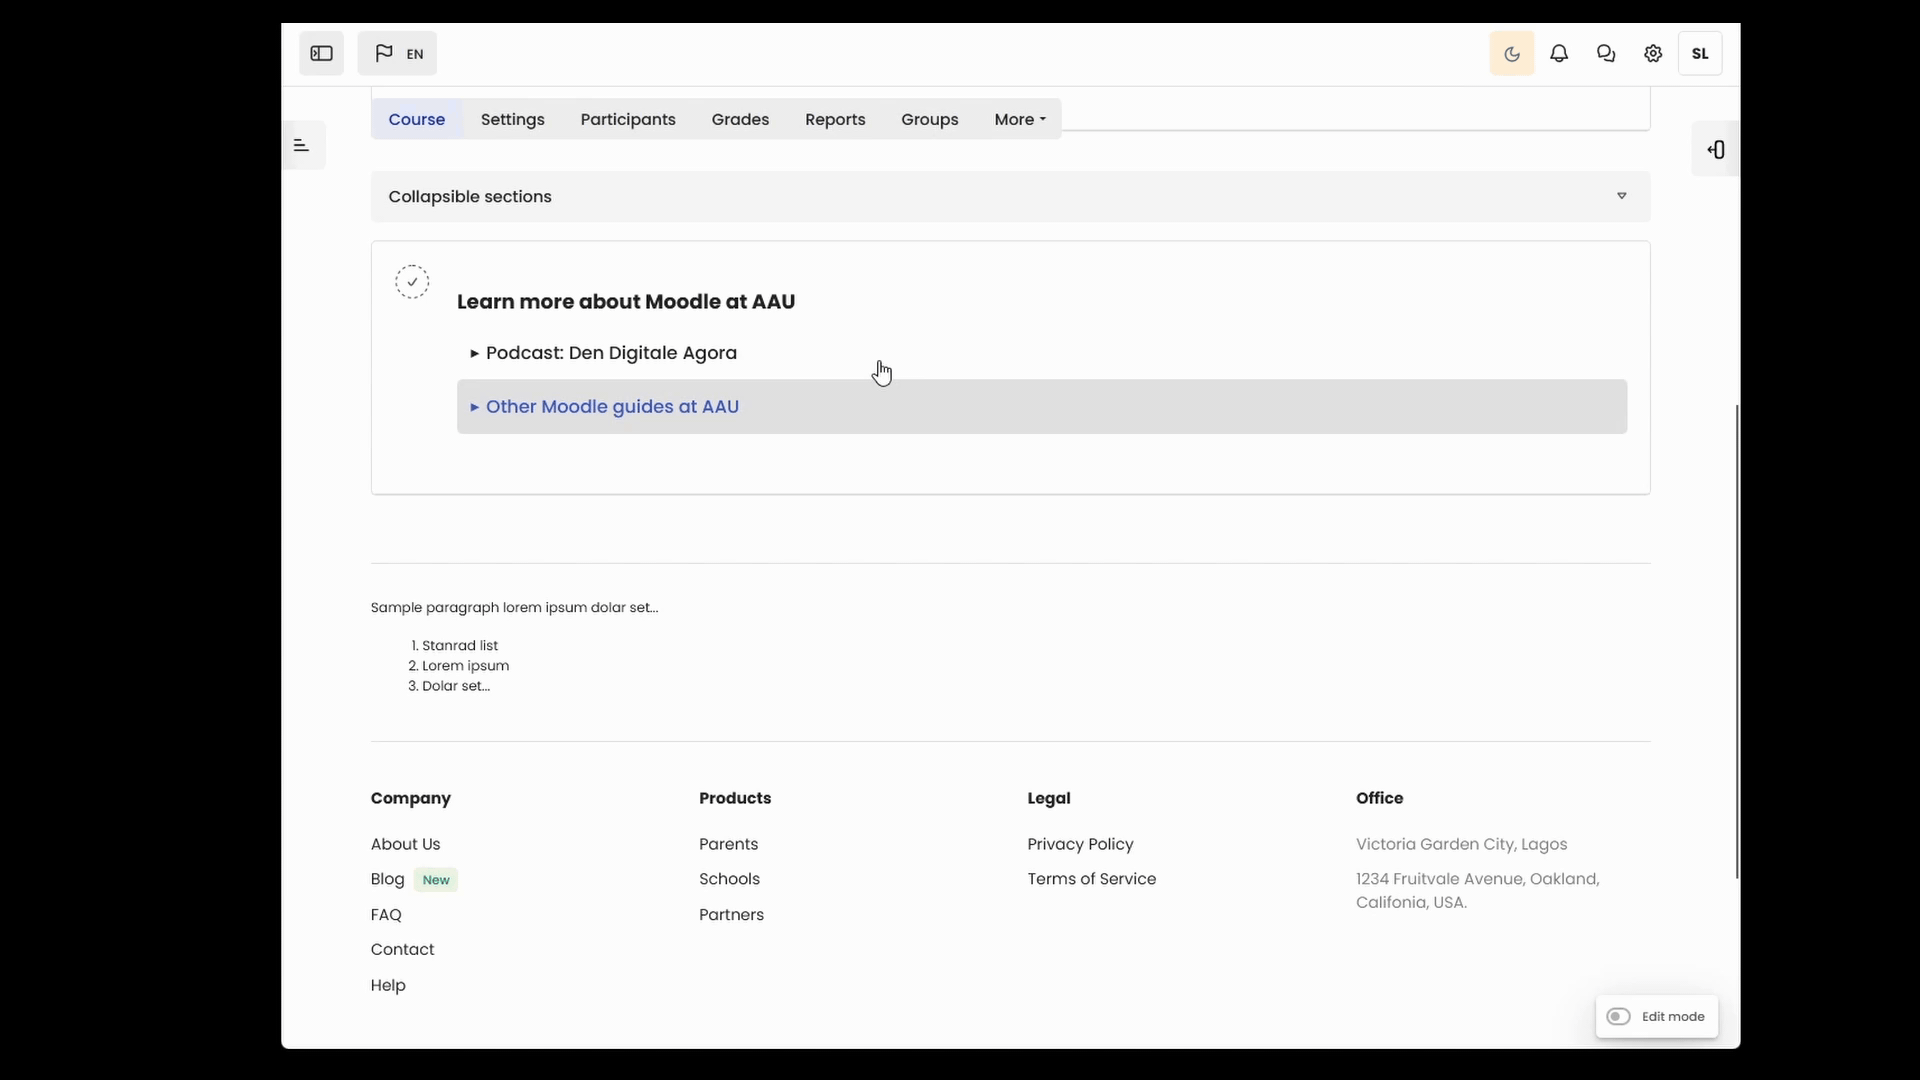 EN
SL
Course Settings Participants Grades Reports Groups More
Collapsible sections
Learn more about Moodle at AAU
Podcast: Den Digitale Agora
Other Moodle guides at AAU
Sample paragraph lorem ipsum dolar set...
1. Stanrad list
2. Lorem ipsum
3. Dolar set...
Company
About Us
Blog New
FAQ
Contact
Help
Products
Parents
Schools
Partners
Legal
Privacy Policy
Terms of Service
Office
Victoria Garden City, Lagos
1234 Fruitvale Avenue, Oakland,
Califonia, USA.
Edit mode